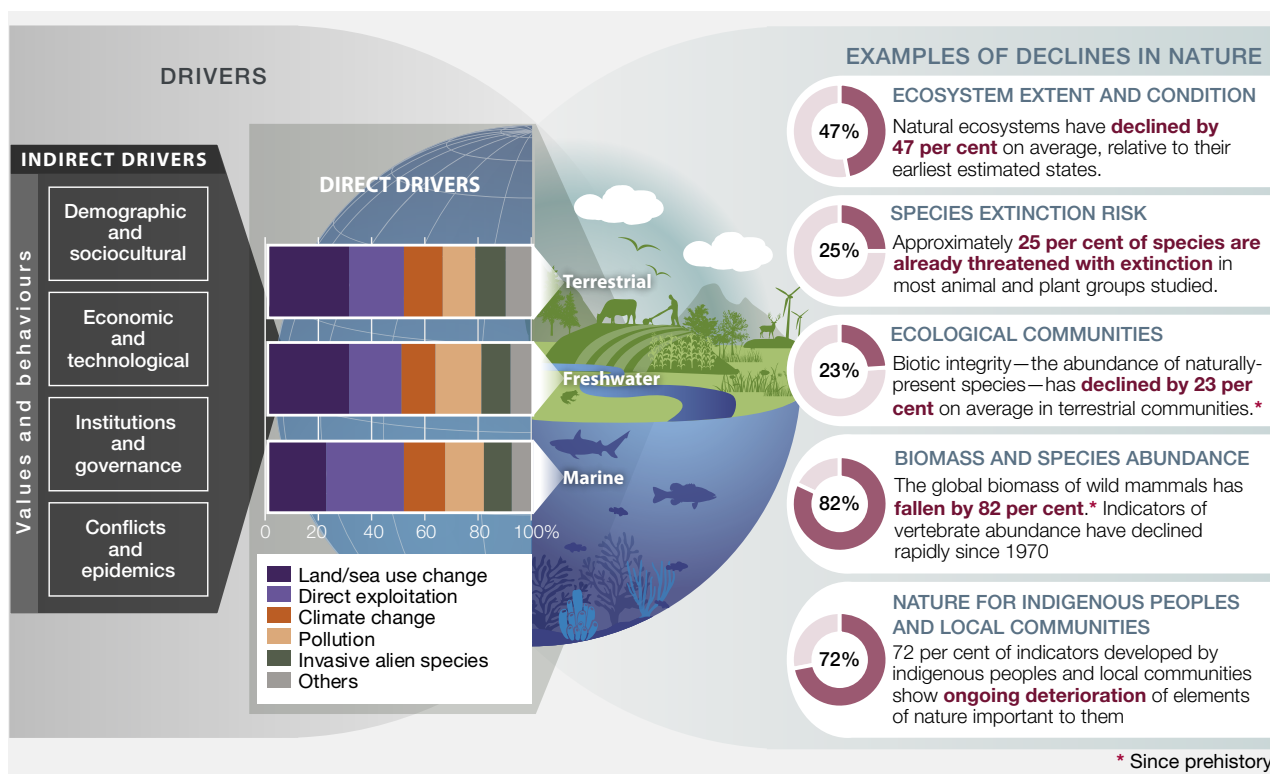 DRIVERS
INDIRECT DRIVERS
Values and behaviours
Demographic
and
sociocultural
Economic
and
technological
Institutions
and
governance
Conflicts
and
epidemics
DIRECT DRIVERS
Terrestrial
Freshwater
Marine
0 20 40 60 80 100%
Land/sea use change
Direct exploitation
Climate change
Pollution
Invasive alien species
Others
EXAMPLES OF DECLINES IN NATURE
47%
ECOSYSTEM EXTENT AND CONDITION
Natural ecosystems have declined by
47 per cent on average, relative to their
earliest estimated states.
25%
SPECIES EXTINCTION RISK
Approximately 25 per cent of species are
already threatened with extinction in
most animal and plant groups studied.
23%
ECOLOGICAL COMMUNITIES
Biotic integrity—the abundance of naturally-
present species—has declined by 23 per
cent on average in terrestrial communities.*
82%
BIOMASS AND SPECIES ABUNDANCE
The global biomass of wild mammals has
fallen by 82 per cent.* Indicators of
vertebrate abundance have declined
rapidly since 1970
72%
NATURE FOR INDIGENOUS PEOPLES
AND LOCAL COMMUNITIES
72 per cent of indicators developed by
indigenous peoples and local communities
show ongoing deterioration of elements
of nature important to them
* Since prehistory